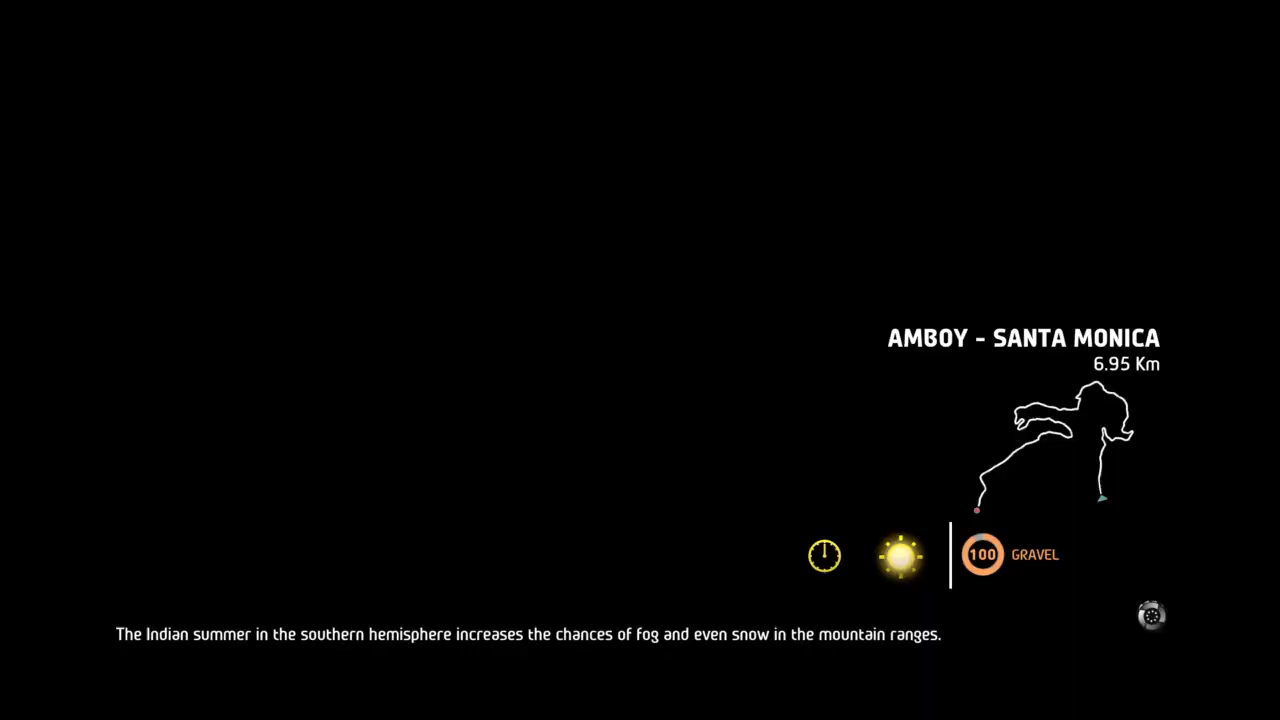 AMBOY - SANTA MONICA
6.95 Km
100 GRAVEL
The Indian summer in the southern hemisphere increases the chances of fog and even snow in the mountain ranges.